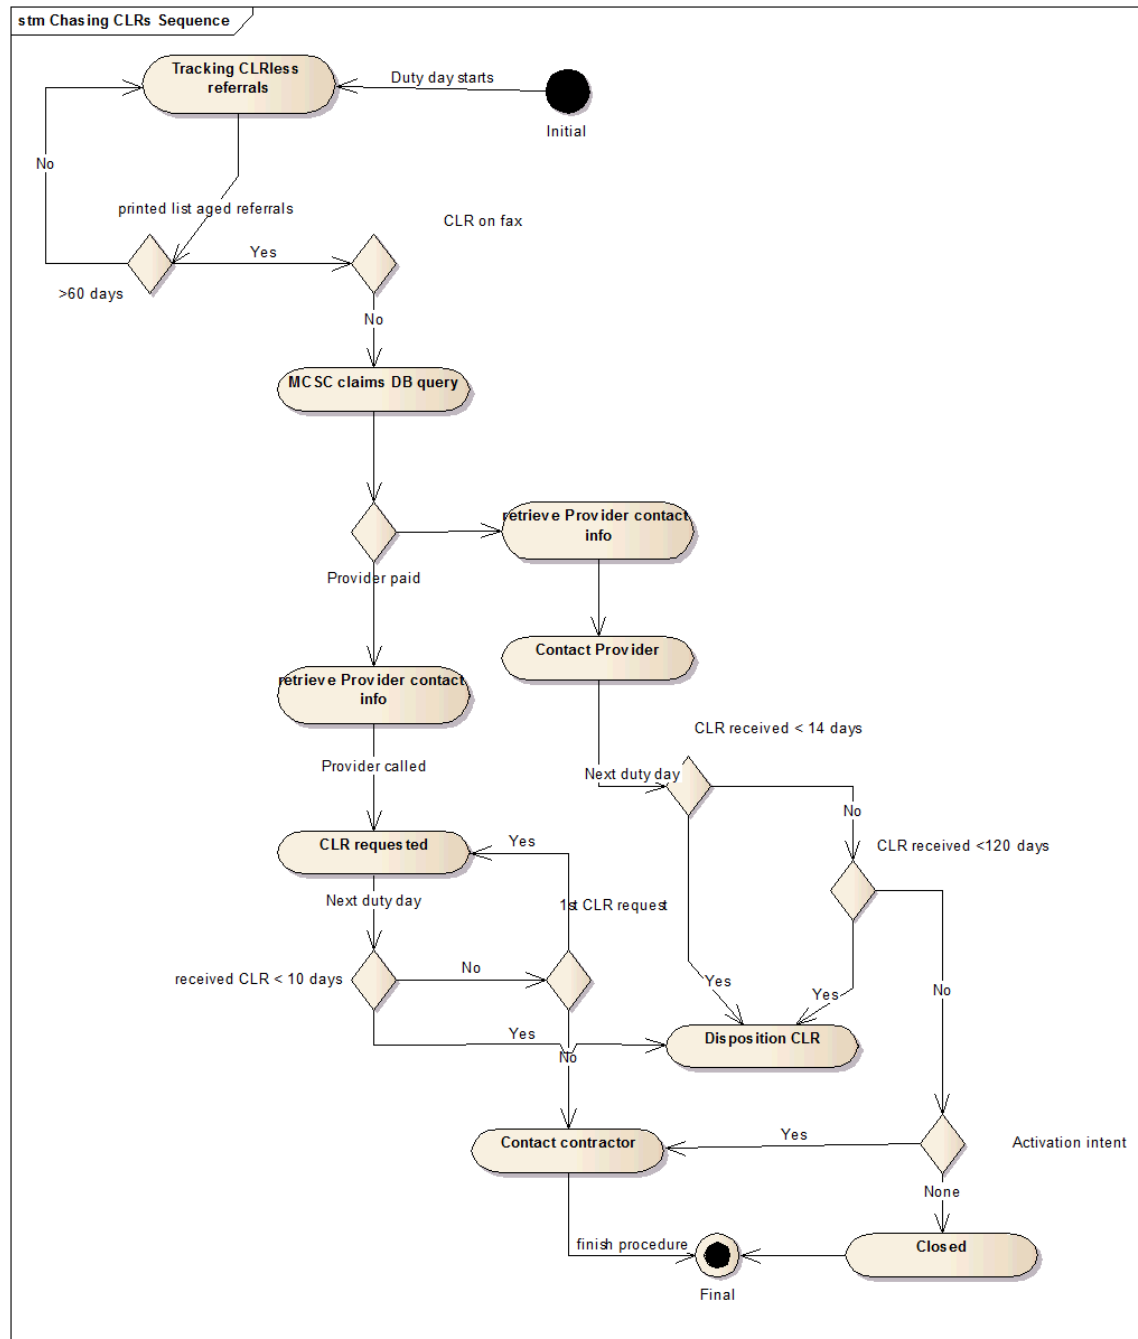 stm Chasing CLRs Sequence
Tracking CLRless
referrals
Duty day starts
Initial
No
printed list aged referrals
CLR on fax
Yes
>60 days
No
MCSC claims DB query
retrieve Provider contact
info
Provider paid
Contact Provider
retrieve Provider contact
info
CLR received < 14 days
Provider called
Next duty day
No
CLR requested
Yes
CLR received <120 days
Next duty day
1st CLR request
received CLR < 10 days
No
Yes
Yes
No
Yes
Disposition CLR
No
Contact contractor
Yes
Activation intent
None
finish procedure
Closed
Final